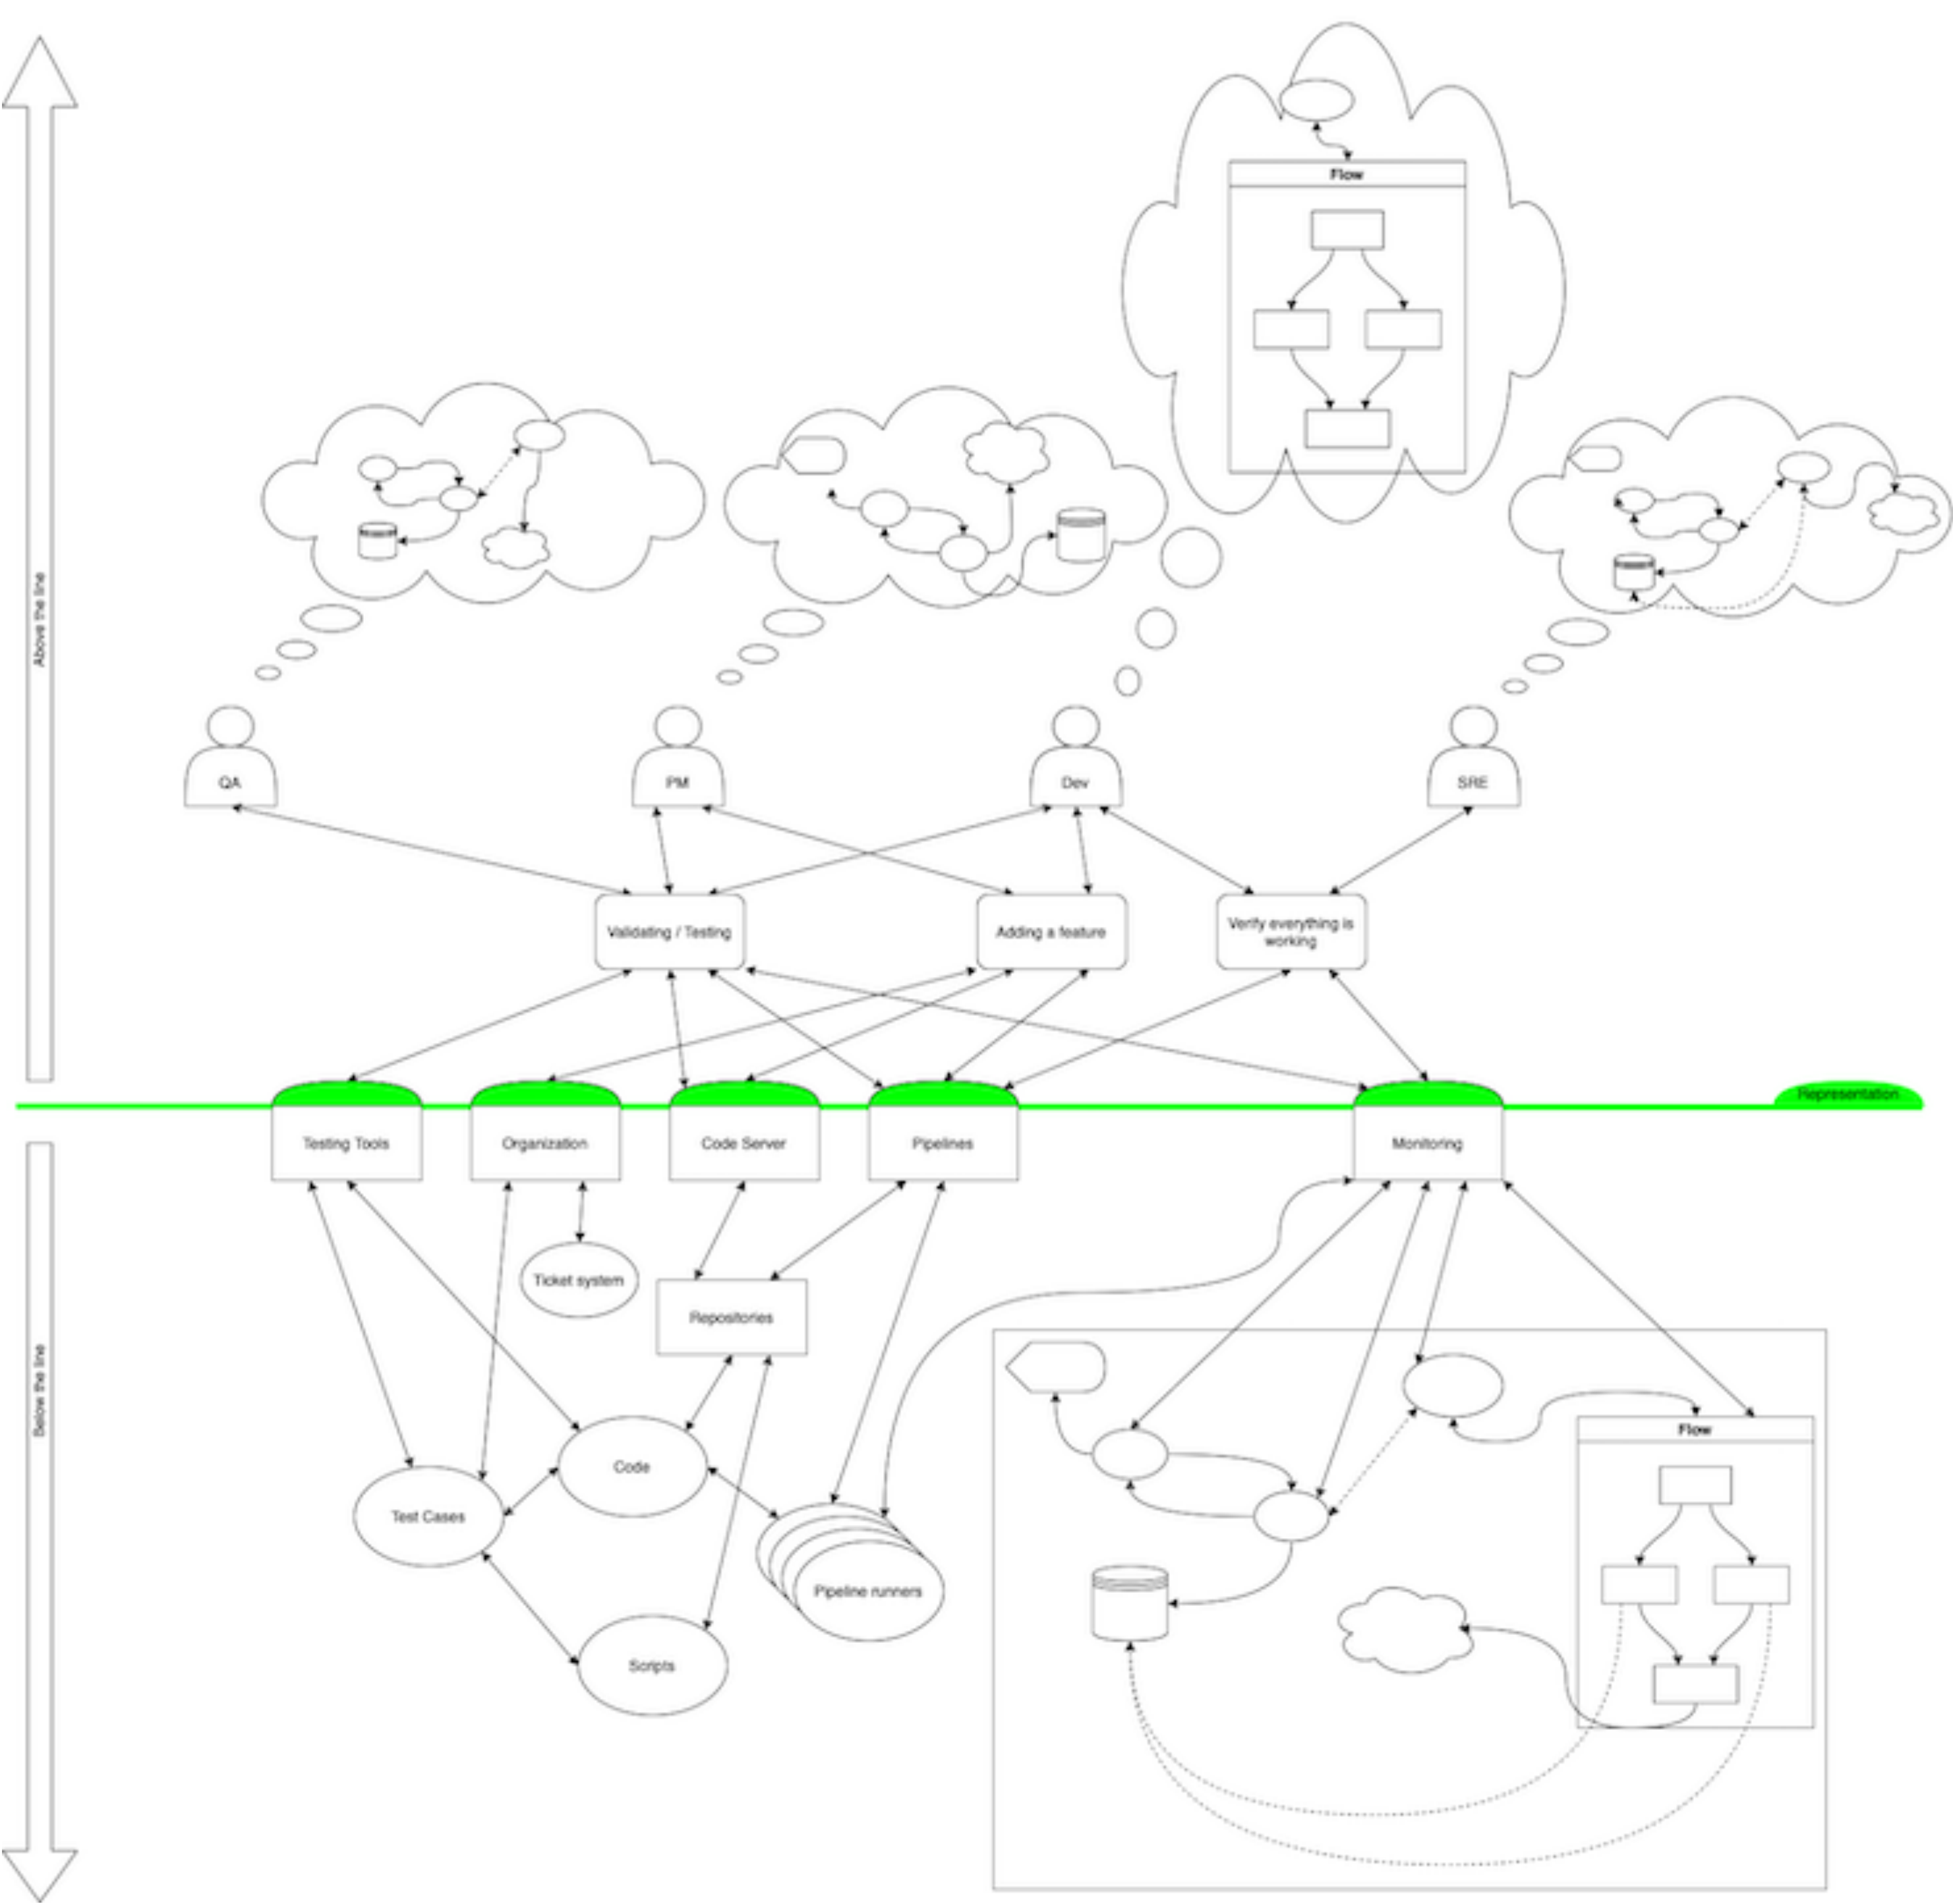 Flow
Above the line
QA
PM
Dev
SRE
Validating / Testing
Adding a feature
Verify everything is
working
Representation
Testing Tools
Organization
Code Server
Pipelines
Monitoring
Ticket system
Repositories
Below the line
Flow
Code
Test Cases
Pipeline runners
Scripts